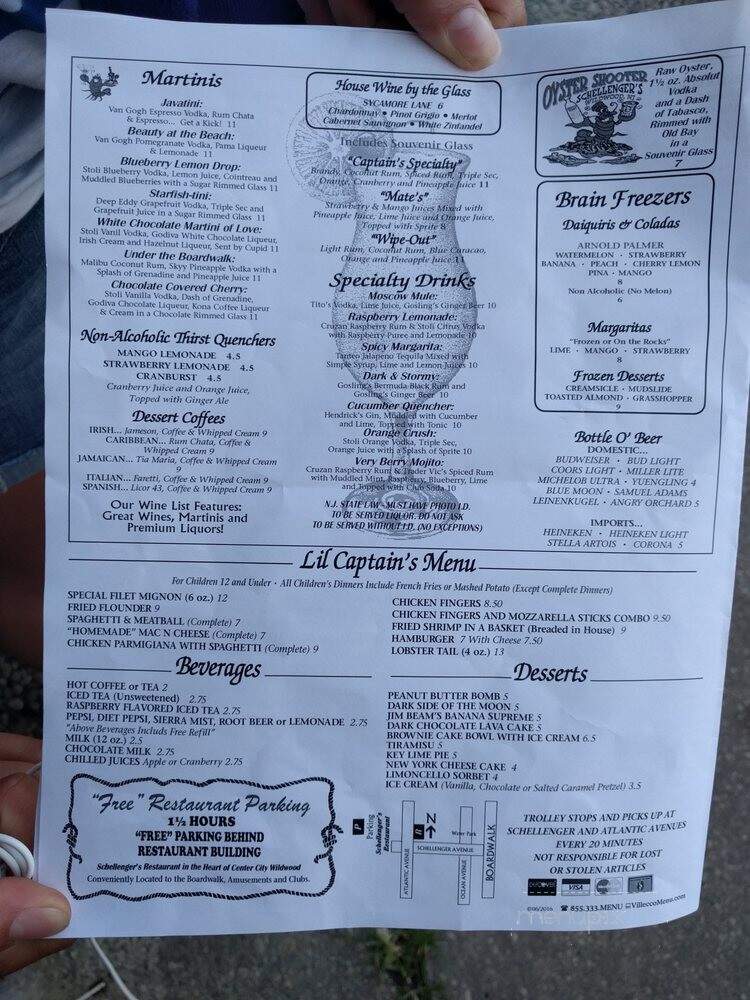 Martinis
Javatini:
Van Gogh Espresso Vodka, Rum Chata
& Espresso... Get a Kick! 11
Beauty at the Beach:
Van Gogh Pomegranate Vodka, Pama Liqueur
& Lemonade 11
Blueberry Lemon Drop:
Stoli Blueberry Vodka, Lemon Juice, Cointreau and
Muddled Blueberries with a Sugar Rimmed Glass 11
Starfish-tini:
Deep Eddy Grapefruit Vodka, Triple Sec and
Grapefruit Juice in a Sugar Rimmed Glass 11
White Chocolate Martini of Love:
Stoli Vanil Vodka, Godiva White Chocolate Liqueur,
Irish Cream and Hazelnut Liqueur, Sent by Cupid 11
Under the Boardwalk:
Malibu Coconut Rum, Skyy Pineapple Vodka with a
Splash of Grenadine and Pineapple Juice 11
Chocolate Covered Cherry:
Stoli Vanilla Vodka, Dash of Grenadine,
Godiva Chocolate Liqueur, Kona Coffee Liqueur
& Cream in a Chocolate Rimmed Glass 11
Non-Alcoholic Thirst Quenchers
MANGO LEMONADE 4.5
STRAWBERRY LEMONADE 4.5
CRANBURST 4.5
Cranberry Juice and Orange Juice,
Topped with Ginger Ale
Dessert Coffees
IRISH... Jameson, Coffee & Whipped Cream 9
CARIBBEAN... Rum Chata, Coffee &
Whipped Cream 9
JAMAICAN... Tia Maria, Coffee & Whipped Cream
9
ITALIAN... Faretti, Coffee & Whipped Cream 9
SPANISH... Licor 43, Coffee & Whipped Cream 9
Our Wine List Features:
Great Wines, Martinis and
Premium Liquors!
House Wine by the Glass
SYCAMORE LANE 6
Chardonnay • Pinot Grigio • Merlot
Cabernet Sauvignon • White Zinfandel
Includes Souvenir Glass
"Captain's Specialty"
Brandy, Coconut Rum, Spiced Rum, Triple Sec,
Orange, Cranberry and Pineapple Juice 11
"Mate's"
Strawberry & Mango Juices Mixed with
Pineapple Juice, Lime Juice and Orange Juice,
Topped with Sprite 8
"Wipe-Out"
Light Rum, Coconut Rum, Blue Caracao,
Orange and Pineapple Juice 11
Specialty Drinks
Moscow Mule:
Tito's Vodka, Lime Juice, Gosling's Ginger Beer 10
Raspberry Lemonade:
Cruzan Raspberry Rum & Stoli Citrus Vodka
with Raspberry Puree and Lemonade
Spicy Margarita:
Tanteo Jalapeno Tequila Mixed with
Simple Syrup, Lime and Lemon Juices 10
Dark & Stormy:
Gosling's Bermuda Black Rum and
Gosling's Ginger Beer 10
Cucumber Quencher:
Hendrick's Gin, Muddled with Cucumber
and Lime, Topped with Tonic 10
Orange Crush:
Stoli Orange Vodka, Triple Sec,
Orange Juice with a Splash of Sprite 10
Very Berry Mojito:
Cruzan Raspberry Rum & Trader Vic's Spiced Rum
with Muddled Mint, Raspberry, Blueberry, Lime
and Topped with Club Soda 10
N.J. STATE LAW - MUST HAVE PHOTO I.D.
TO BE SERVED LIQUOR. DO NOT ASK
TO BE SERVED WITHOUT I.D. (NO EXCEPTIONS)
OYSTER SHOOTER
SCHELLENGER'S
WILDWOOD, NJ
Raw Oyster,
1½ oz. Absolut
Vodka
and a Dash
of Tabasco,
Rimmed with
Old Bay
in a
Souvenir Glass
7
Brain Freezers
Daiquiris & Coladas
ARNOLD PALMER
WATERMELON · STRAWBERRY
BANANA · PEACH · CHERRY LEMON
PINA · MANGO
8
Non Alcoholic (No Melon)
6
Margaritas
"Frozen or On the Rocks"
LIME · MANGO · STRAWBERRY
8
Frozen Desserts
CREAMSICLE · MUDSLIDE
TOASTED ALMOND · GRASSHOPPER
9
Bottle O' Beer
DOMESTIC...
BUDWEISER · BUD LIGHT
COORS LIGHT · MILLER LITE
MICHELOB ULTRA · YUENGLING 4
BLUE MOON · SAMUEL ADAMS
LEINENKUGEL · ANGRY ORCHARD 5
IMPORTS...
HEINEKEN · HEINEKEN LIGHT
STELLA ARTOIS · CORONA 5
Lil Captain's Menu
For Children 12 and Under · All Children's Dinners Include French Fries or Mashed Potato (Except Complete Dinners)
SPECIAL FILET MIGNON (6 oz.) 12
FRIED FLOUNDER 9
SPAGHETTI & MEATBALL (Complete) 7
"HOMEMADE" MAC N CHEESE (Complete) 7
CHICKEN PARMIGIANA WITH SPAGHETTI (Complete) 9
CHICKEN FINGERS 8.50
CHICKEN FINGERS AND MOZZARELLA STICKS COMBO 9.50
FRIED SHRIMP IN A BASKET (Breaded in House) 9
HAMBURGER 7 With Cheese 7.50
LOBSTER TAIL (4 oz.) 13
Beverages
HOT COFFEE or TEA 2
ICED TEA (Unsweetened) 2.75
RASPBERRY FLAVORED ICED TEA 2.75
PEPSI, DIET PEPSI, SIERRA MIST, ROOT BEER or LEMONADE 2.75
"Above Beverages Includes Free Refill"
MILK (12 oz.) 2.5
CHOCOLATE MILK 2.75
CHILLED JUICES Apple or Cranberry 2.75
Desserts
PEANUT BUTTER BOMB 5
DARK SIDE OF THE MOON 5
JIM BEAM'S BANANA SUPREME 5
DARK CHOCOLATE LAVA CAKE 5
BROWNIE CAKE BOWL WITH ICE CREAM 6.5
TIRAMISU 5
KEY LIME PIE 5
NEW YORK CHEESE CAKE 4
LIMONCELLO SORBET 4
ICE CREAM (Vanilla, Chocolate or Salted Caramel Pretzel) 3.5
"Free" Restaurant Parking
1½ HOURS
"FREE" PARKING BEHIND
RESTAURANT BUILDING
Schellenger's Restaurant in the Heart of Center City Wildwood
Conveniently Located to the Boardwalk, Amusements and Clubs.
P
Parking
Schellenger's
Restaurant
R
N
Water Park
SCHELLENGER AVENUE
ATLANTIC AVENUE
OCEAN AVENUE
BOARDWALK
TROLLEY STOPS AND PICKS UP AT
SCHELLENGER AND ATLANTIC AVENUES
EVERY 20 MINUTES
NOT RESPONSIBLE FOR LOST
OR STOLEN ARTICLES
DISCOVER
VISA
©06/2016 ☎ 855.333.MENU VilleccoMenu.com